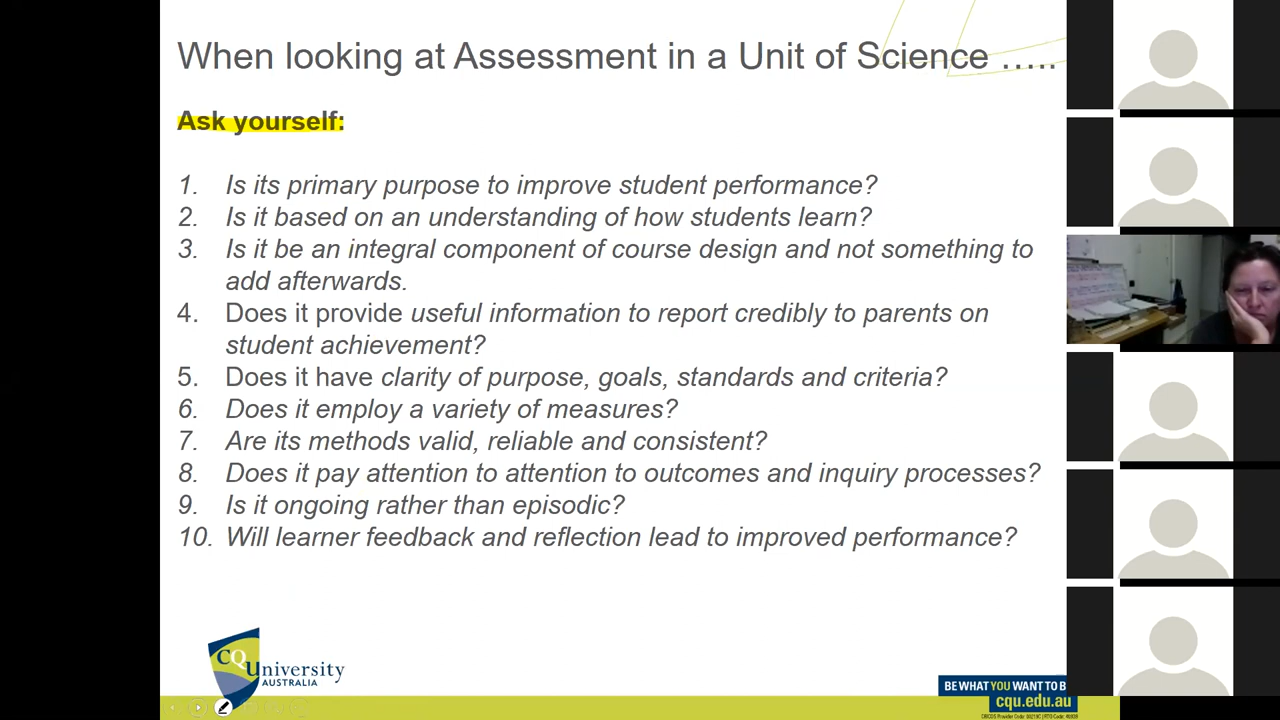 When looking at Assessment in a Unit of Science …..
Ask yourself:
1. Is its primary purpose to improve student performance?
2. Is it based on an understanding of how students learn?
3. Is it be an integral component of course design and not something to
add afterwards.
4. Does it provide useful information to report credibly to parents on
student achievement?
5. Does it have clarity of purpose, goals, standards and criteria?
6. Does it employ a variety of measures?
7. Are its methods valid, reliable and consistent?
8. Does it pay attention to attention to outcomes and inquiry processes?
9. Is it ongoing rather than episodic?
10. Will learner feedback and reflection lead to improved performance?
CQUniversity
AUSTRALIA
BE WHAT YOU WANT TO B
cqu.edu.au